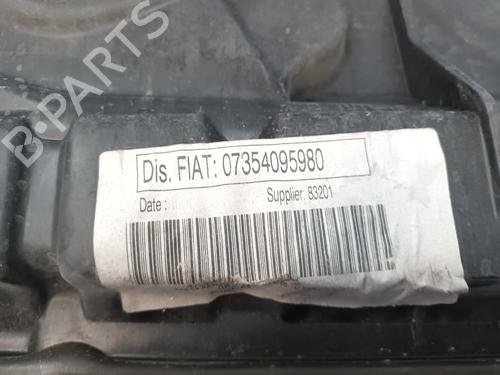 B-PARTS
Dis. FIAT: 07354095980
Date :
Supplier: 83201